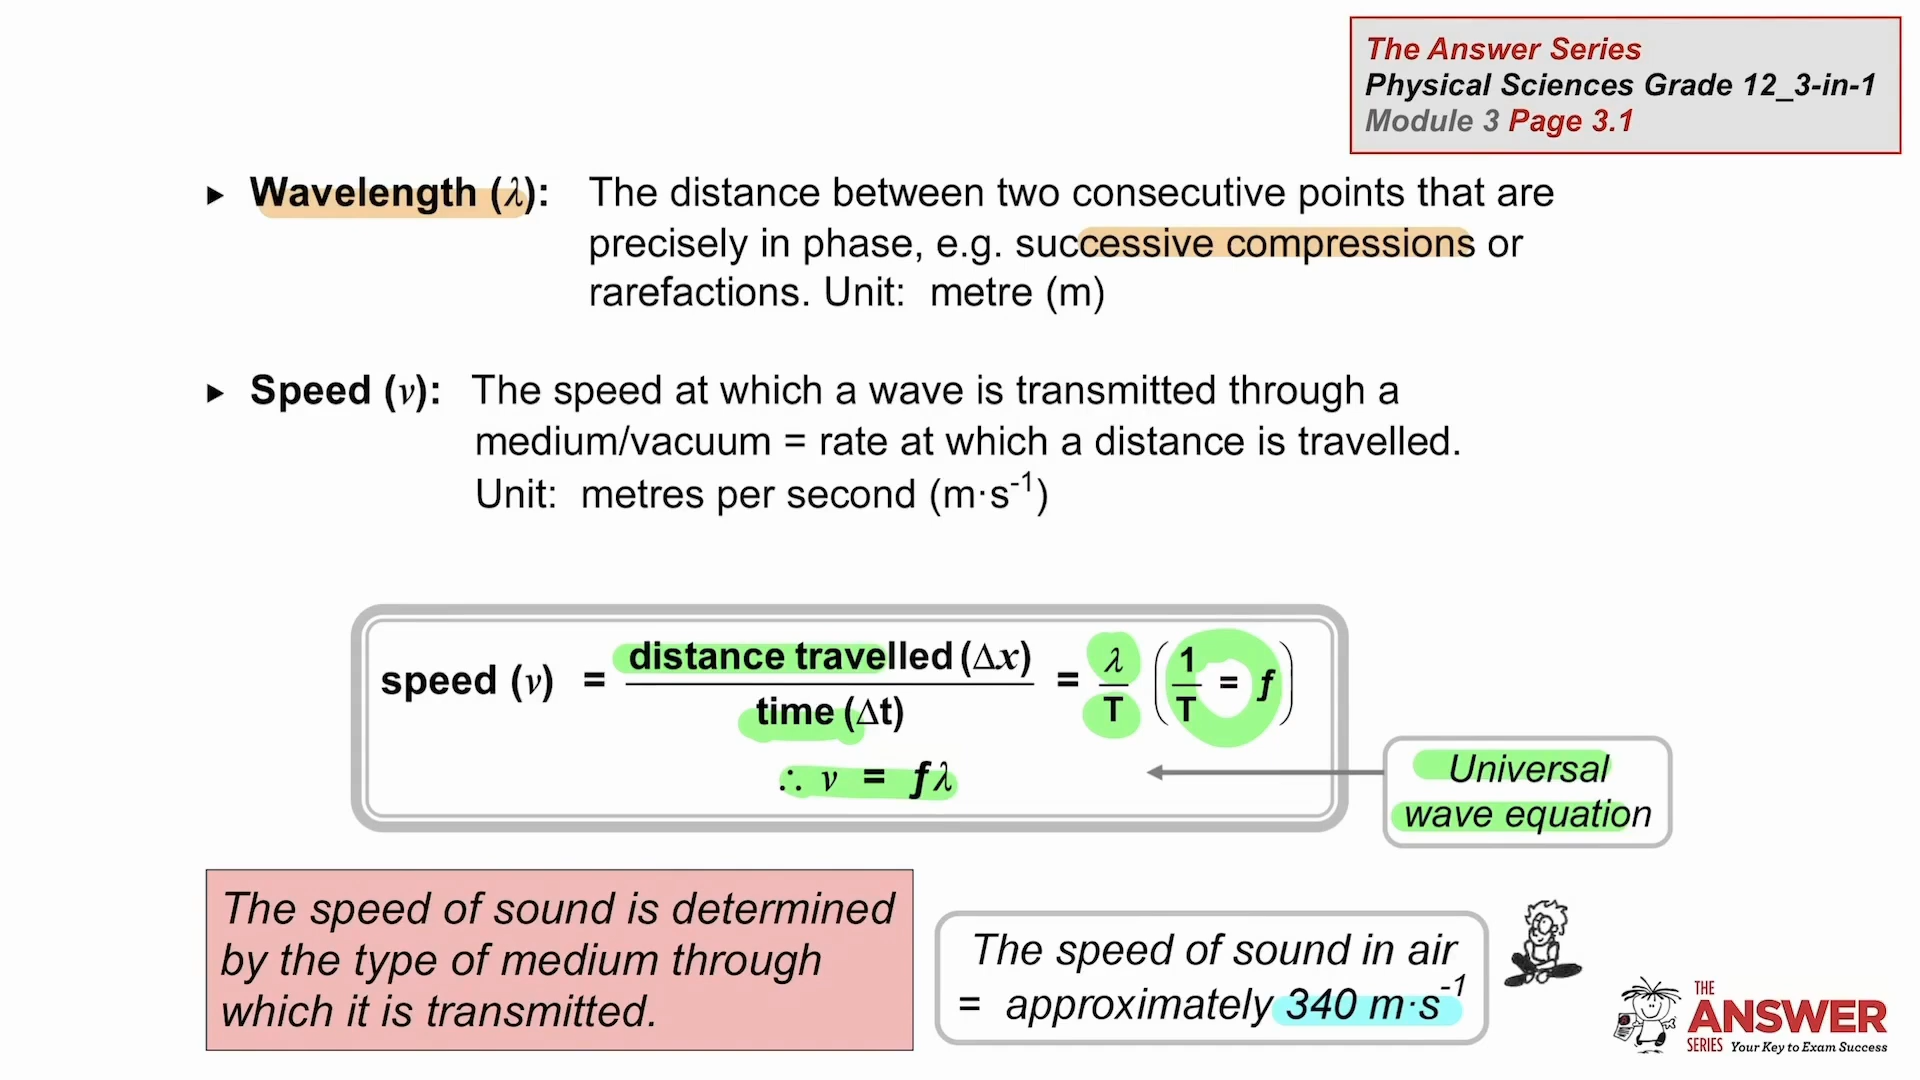 The Answer Series
Physical Sciences Grade 12_3-in-1
Module 3 Page 3.1
▸ Wavelength (λ): The distance between two consecutive points that are
precisely in phase, e.g. successive compressions or
rarefactions. Unit: metre (m)
▸ Speed (v): The speed at which a wave is transmitted through a
medium/vacuum = rate at which a distance is travelled.
Unit: metres per second (m·s⁻¹)
speed (v) = distance travelled (Δx) / time (Δt) = λ/T (1/T = f)
∴ v = fλ
Universal
wave equation
The speed of sound is determined
by the type of medium through
which it is transmitted.
The speed of sound in air
= approximately 340 m·s⁻¹
THE
ANSWER
SERIES Your Key to Exam Success